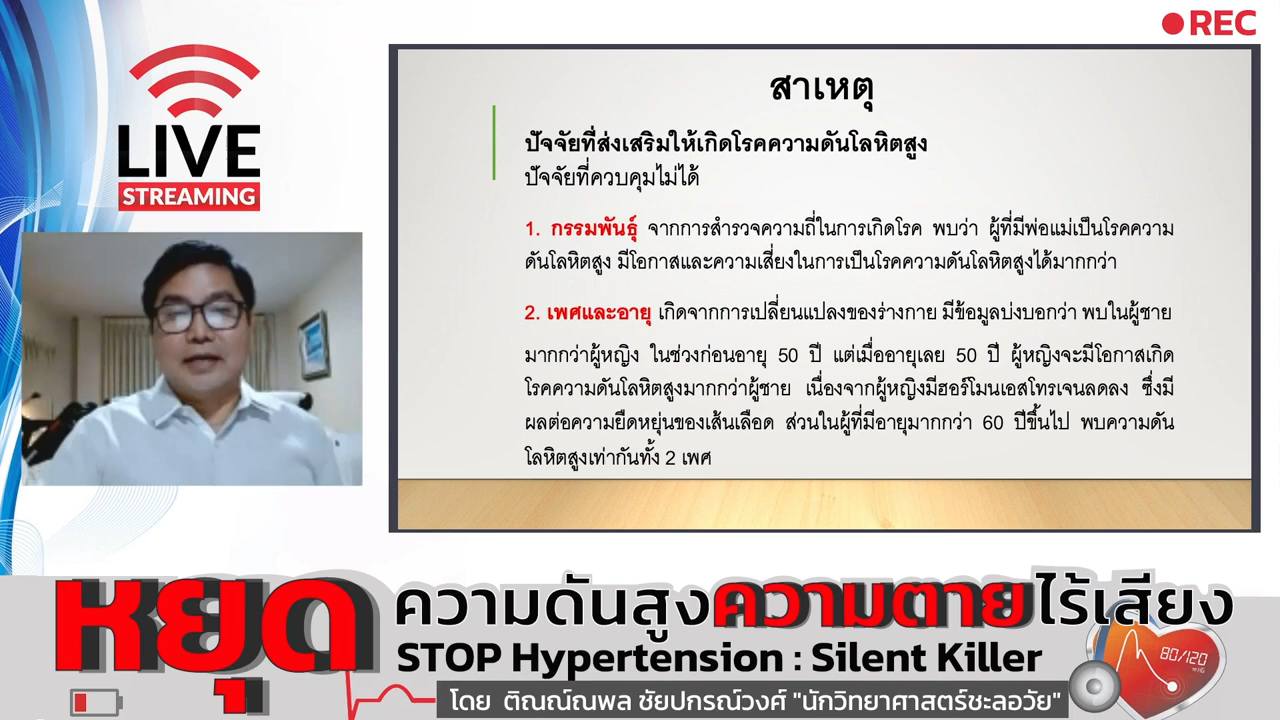 REC
LIVE
STREAMING
สาเหตุ
ปัจจัยที่ส่งเสริมให้เกิดโรคความดันโลหิตสูง
ปัจจัยที่ควบคุมไม่ได้
1. กรรมพันธุ์ จากการสำรวจความถี่ในการเกิดโรค พบว่า ผู้ที่มีพ่อแม่เป็นโรคความ
ดันโลหิตสูง มีโอกาสและความเสี่ยงในการเป็นโรคความดันโลหิตสูงได้มากกว่า
2. เพศและอายุ เกิดจากการเปลี่ยนแปลงของร่างกาย มีข้อมูลบ่งบอกว่า พบในผู้ชาย
มากกว่าผู้หญิง ในช่วงก่อนอายุ 50 ปี แต่เมื่ออายุเลย 50 ปี ผู้หญิงจะมีโอกาสเกิด
โรคความดันโลหิตสูงมากกว่าผู้ชาย เนื่องจากผู้หญิงมีฮอร์โมนเอสโทรเจนลดลง ซึ่งมี
ผลต่อความยืดหยุ่นของเส้นเลือด ส่วนในผู้ที่มีอายุมากกว่า 60 ปีขึ้นไป พบความดัน
โลหิตสูงเท่ากันทั้ง 2 เพศ
หยุด ความดันสูงความตายไร้เสียง
STOP Hypertension : Silent Killer
80/120
โดย ติณณ์ณพล ชัยปกรณ์วงศ์ "นักวิทยาศาสตร์ชะลอวัย"